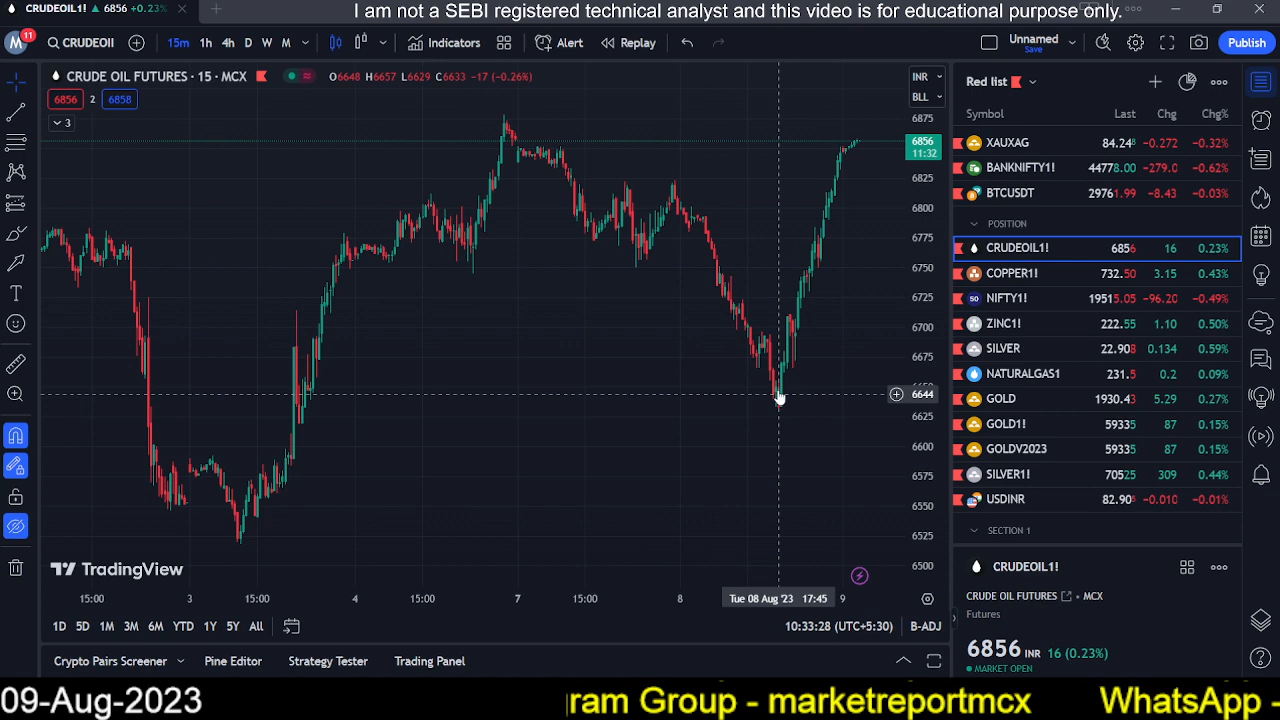 CRUDEOIL1! ▲ 6856 +0.23%
I am not a SEBI registered technical analyst and this video is for educational purpose only.
M 11 CRUDEOIl 15m 1h 4h D W M Indicators Alert Replay Unnamed Save Publish
CRUDE OIL FUTURES · 15 · MCX O6648 H6657 L6629 C6633 −17 (−0.26%)
INR
BLL
6856 2 6858
3
6875
6856
11:32
6825
6800
6775
6750
6725
6700
6675
6644
6625
6600
6575
6550
6525
6500
TradingView
15:00 3 15:00 4 15:00 7 15:00 8 Tue 08 Aug '23 17:45 9
1D 5D 1M 3M 6M YTD 1Y 5Y All 10:33:28 (UTC+5:30) B-ADJ
Crypto Pairs Screener Pine Editor Strategy Tester Trading Panel
Red list
Symbol Last Chg Chg%
XAUXAG 84.24⁸ −0.272 −0.32%
BANKNIFTY1! 44778.00 −279.0 −0.62%
BTCUSDT 29761.99 −8.43 −0.03%
POSITION
CRUDEOIL1! 6856 16 0.23%
COPPER1! 732.50 3.15 0.43%
NIFTY1! 19515.05 −96.20 −0.49%
ZINC1! 222.55 1.10 0.50%
SILVER 22.908 0.134 0.59%
NATURALGAS1 231.5 0.2 0.09%
GOLD 1930.43 5.29 0.27%
GOLD1! 59335 87 0.15%
GOLDV2023 59335 87 0.15%
SILVER1! 70525 309 0.44%
USDINR 82.90⁸ −0.010 −0.01%
SECTION 1
CRUDEOIL1!
CRUDE OIL FUTURES • MCX
Futures
6856 INR 16 (0.23%)
MARKET OPEN
09-Aug-2023 ram Group - marketreportmcx WhatsApp -